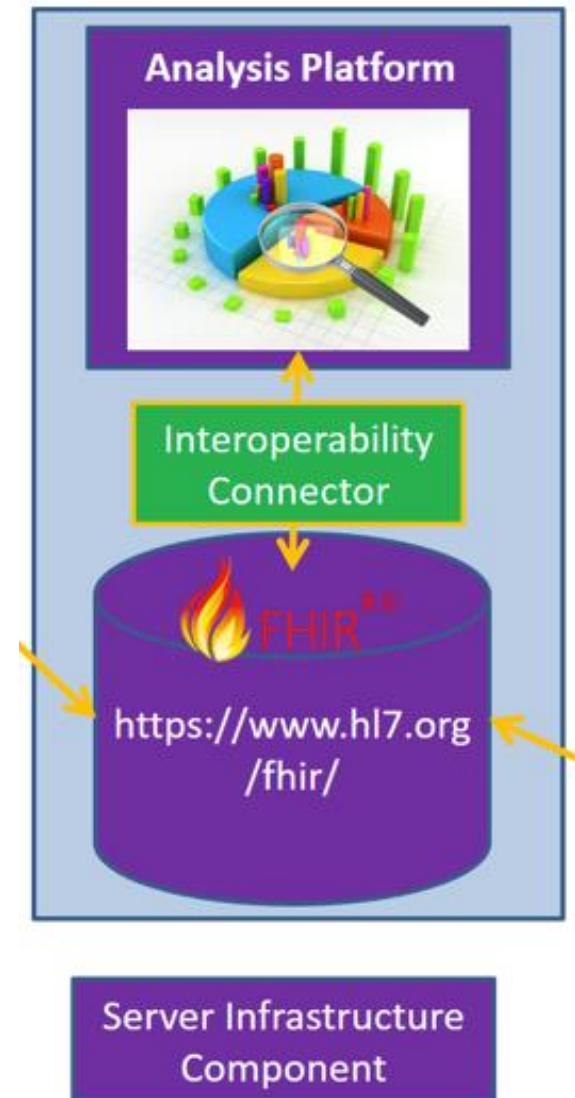 Analysis Platform
Interoperability
Connector
FHIR
https://www.hl7.org
/fhir/
Server Infrastructure
Component